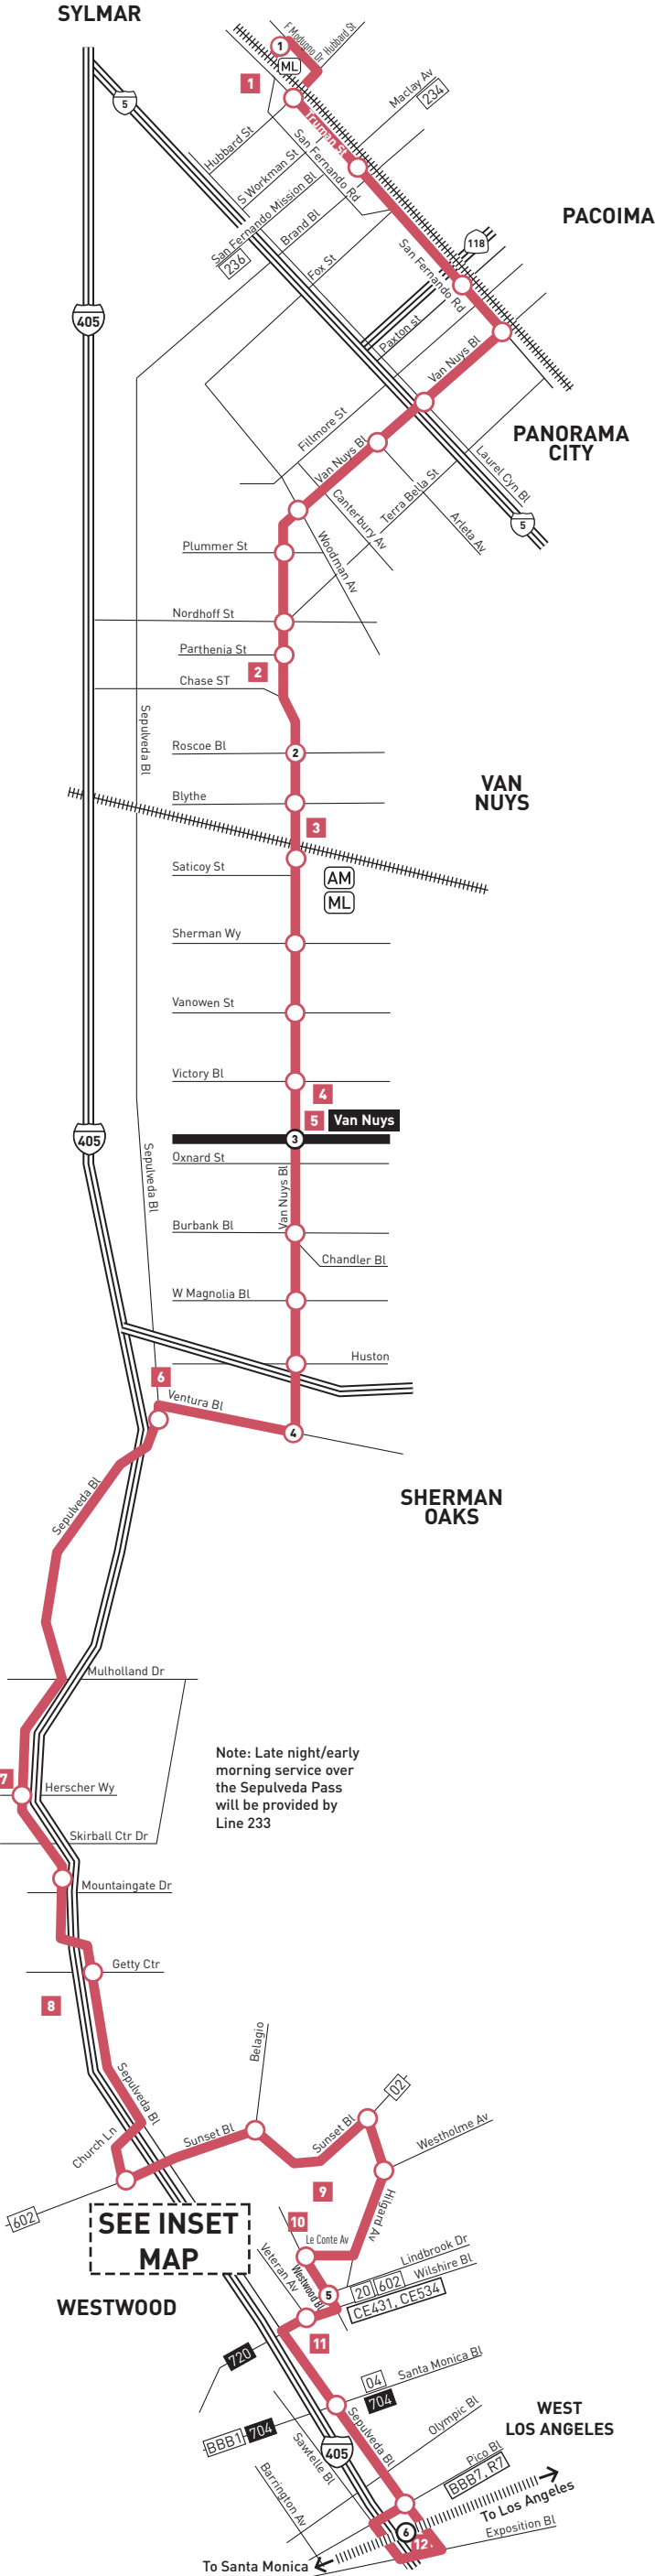 SYLMAR
F Modugno Dr
Hubbard St
1
ML
1
5
Maclay Av
234
Truman St
Hubbard St
San Fernando Rd
S Workman St
San Fernando Mission Bl
236
Brand Bl
PACOIMA
118
Fox St
San Fernando Rd
Paxton st
Van Nuys Bl
405
Fillmore St
PANORAMA
CITY
Van Nuys Bl
Laurel Cyn Bl
Canterbury Av
Terra Bella St
Arleta Av
5
Woodman Av
Plummer St
Nordhoff St
Parthenia St
2
Chase ST
Sepulveda Bl
Roscoe Bl
2
VAN
NUYS
Blythe
3
Saticoy St
AM
ML
Sherman Wy
Vanowen St
Victory Bl
4
5
Van Nuys
405
3
Oxnard St
Sepulveda Bl
Van Nuys Bl
Burbank Bl
Chandler Bl
W Magnolia Bl
Huston
6
Ventura Bl
4
SHERMAN
OAKS
Sepulveda Bl
Mulholland Dr
Note: Late night/early
morning service over
the Sepulveda Pass
will be provided by
Line 233
7
Herscher Wy
Skirball Ctr Dr
Mountaingate Dr
Getty Ctr
8
Belagio
Sepulveda Bl
02
Church Ln
Sunset Bl
Sunset Bl
Westholme Av
602
9
Hilgard Av
SEE INSET
MAP
10
Le Conte Av
Veteran Av
Westwood Bl
Lindbrook Dr
Wilshire Bl
5
20
602
CE431, CE534
WESTWOOD
11
720
04
704
Santa Monica Bl
BBB1
704
Sepulveda Bl
Olympic Bl
WEST
LOS ANGELES
405
Sawtelle Bl
Pico Bl
BBB7, R7
Barrington Av
To Los Angeles
6
12
Exposition Bl
To Santa Monica